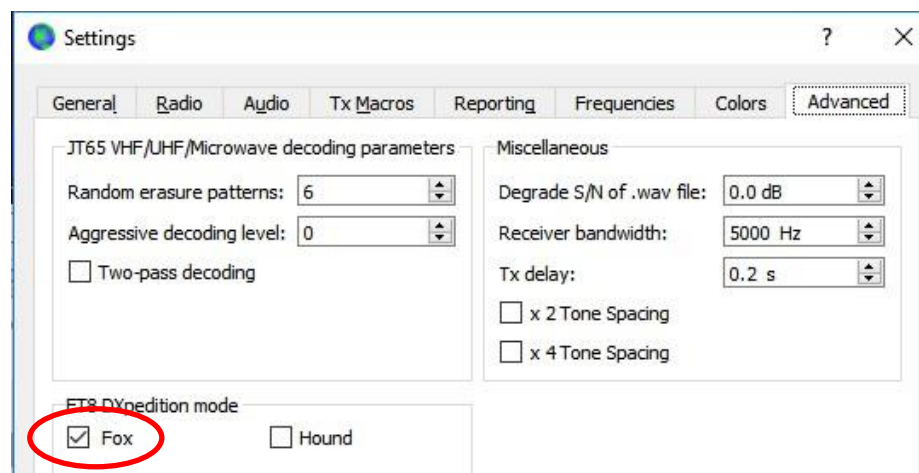 Settings
?
General Radio Audio Tx Macros Reporting Frequencies Colors Advanced
JT65 VHF/UHF/Microwave decoding parameters
Random erasure patterns: 6
Aggressive decoding level: 0
Two-pass decoding
Miscellaneous
Degrade S/N of .wav file: 0.0 dB
Receiver bandwidth: 5000 Hz
Tx delay: 0.2 s
x 2 Tone Spacing
x 4 Tone Spacing
FT8 DXpedition mode
Fox Hound